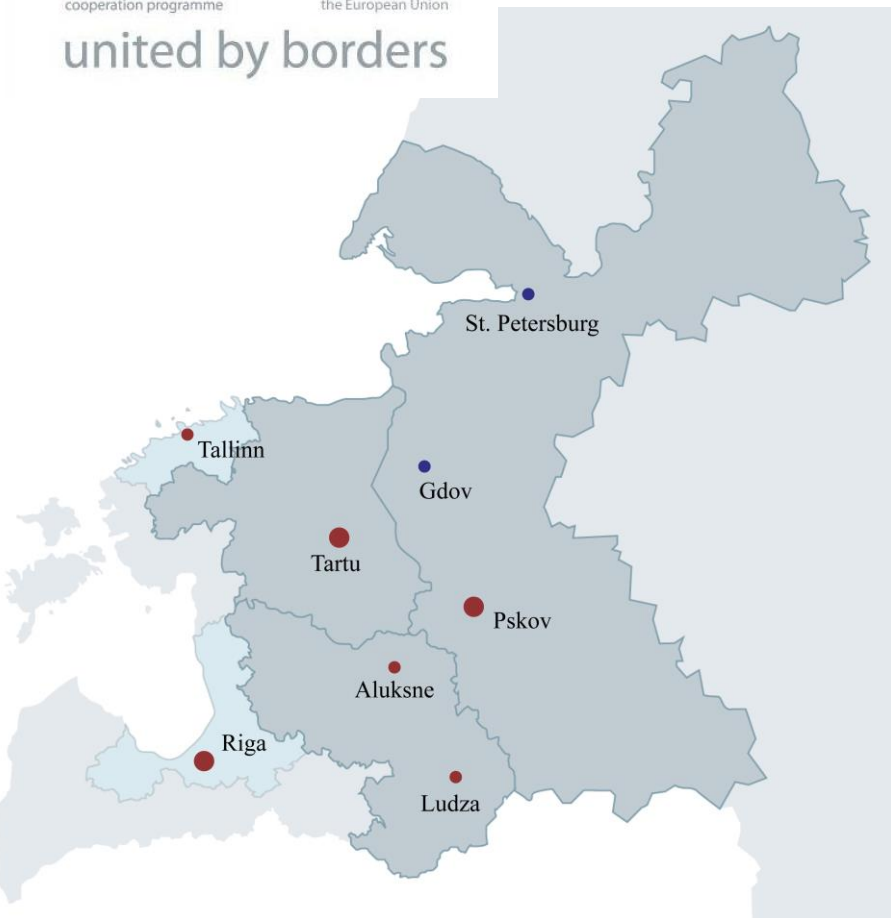 cooperation programme the European Union
united by borders
St. Petersburg
Tallinn
Gdov
Tartu
Pskov
Aluksne
Riga
Ludza